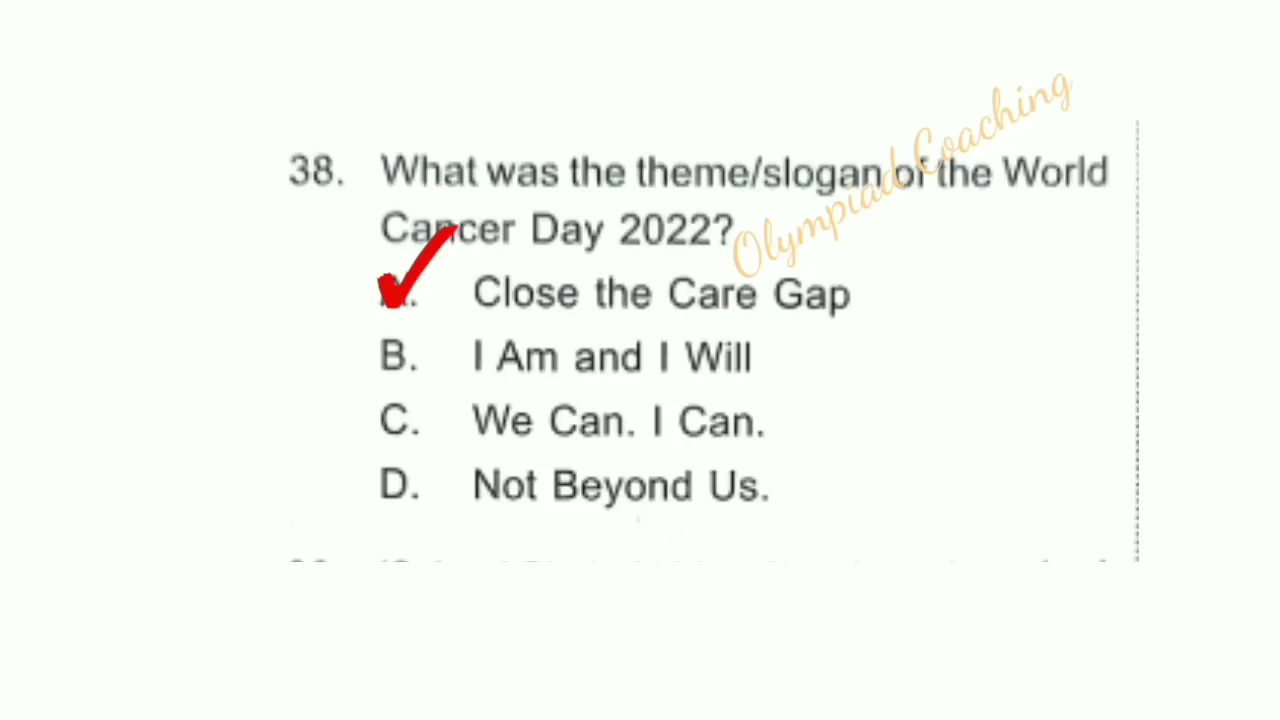 Olympiad Coaching
38. What was the theme/slogan of the World
Cancer Day 2022?
A. Close the Care Gap
B. I Am and I Will
C. We Can. I Can.
D. Not Beyond Us.